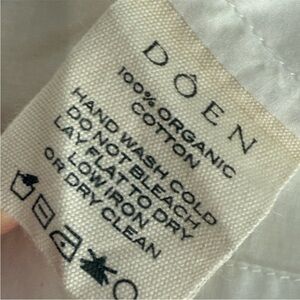 DÔEN
100% ORGANIC
COTTON
HAND WASH COLD
DO NOT BLEACH
LAY FLAT TO DRY
LOW IRON
OR DRY CLEAN